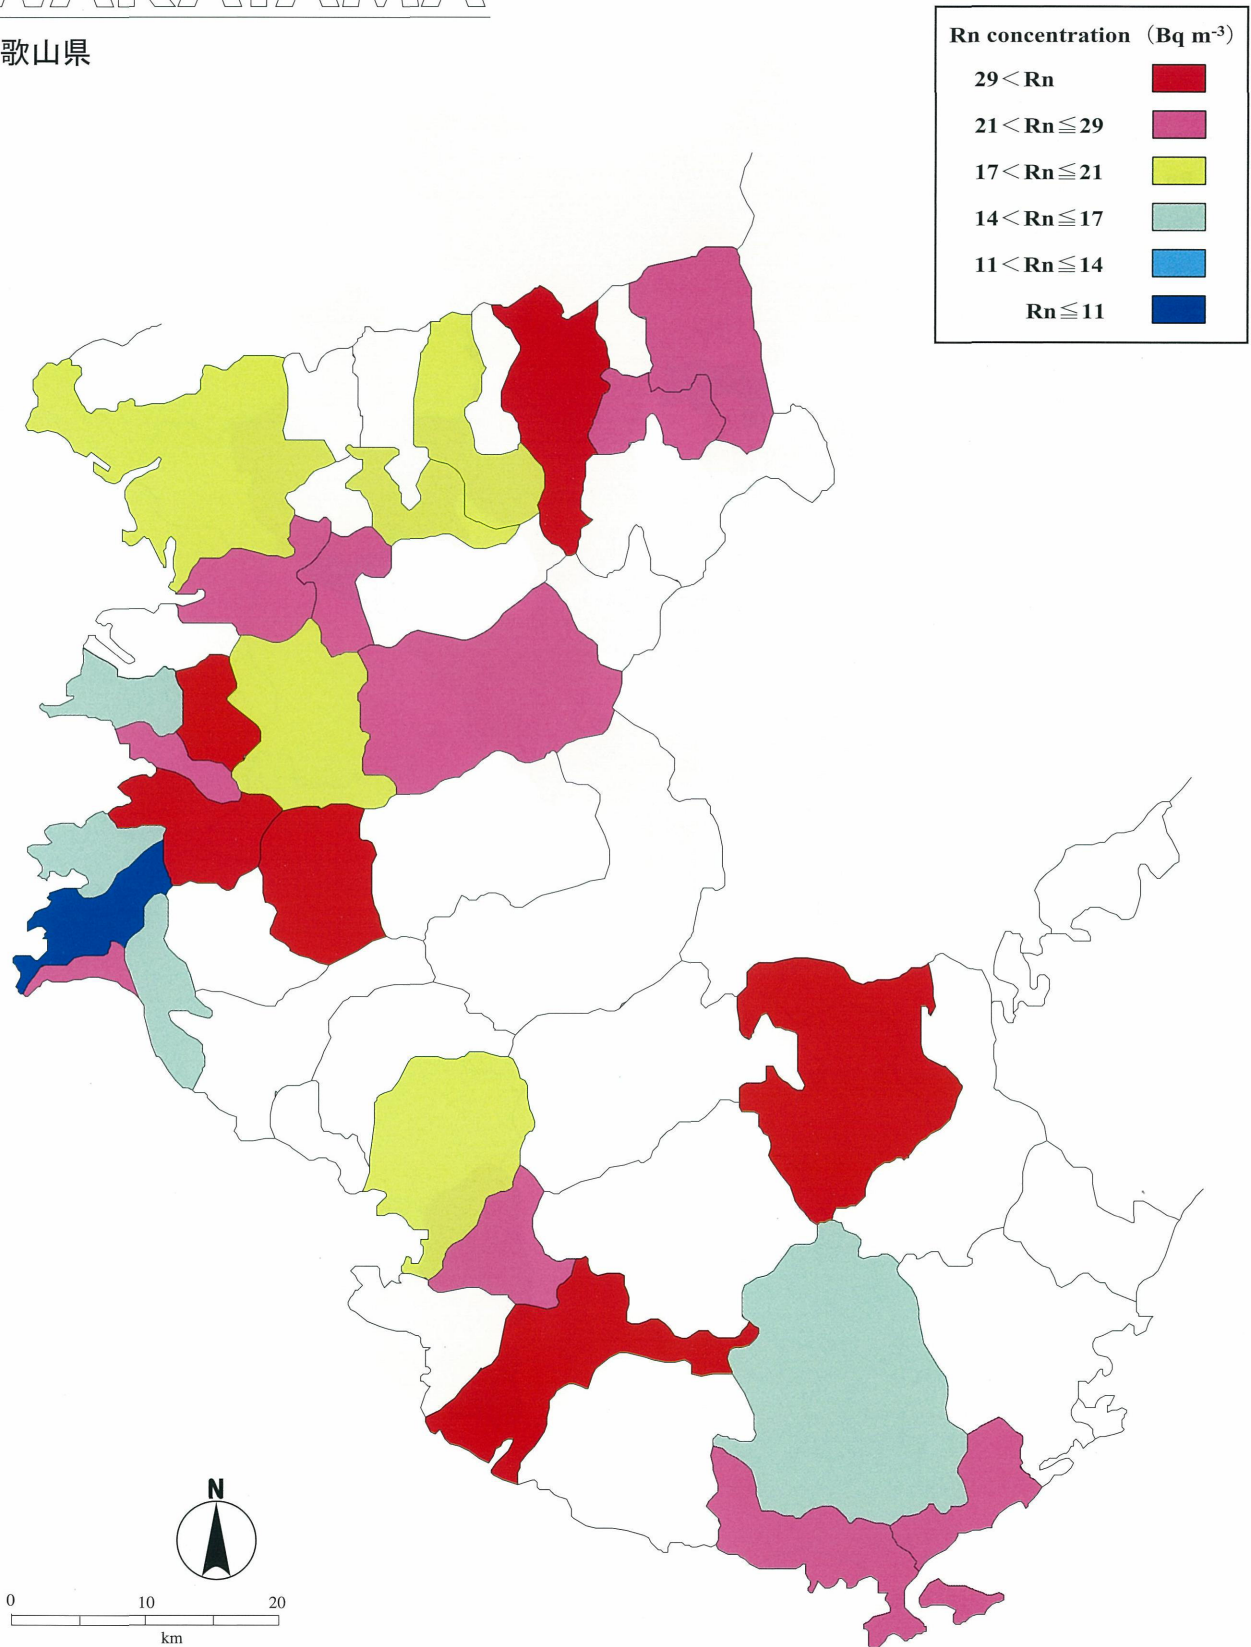 WAKAYAMA
歌山県
Rn concentration (Bq m-3)
29<Rn
21<Rn≦29
17<Rn≦21
14<Rn≦17
11<Rn≦14
Rn≦11
N
0 10 20
km